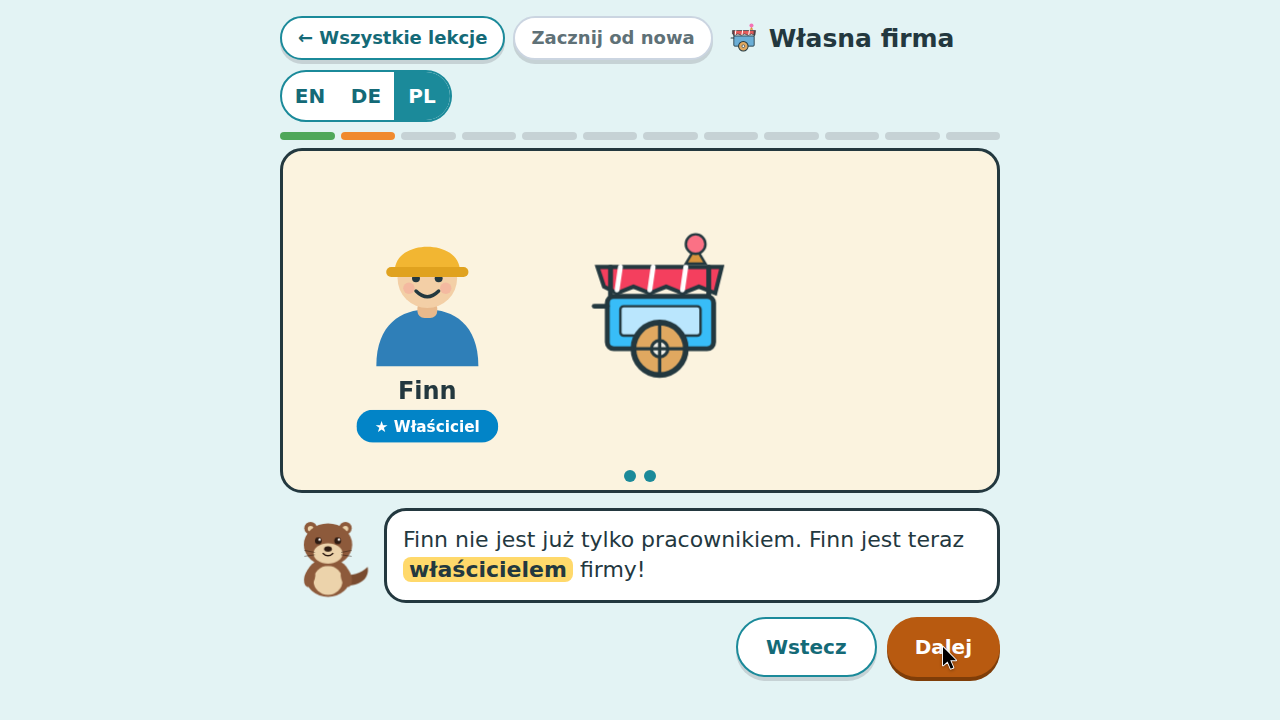 ← Wszystkie lekcje
Zacznij od nowa
Własna firma
EN DE PL
Finn
★ Właściciel
Finn nie jest już tylko pracownikiem. Finn jest teraz
właścicielem firmy!
Wstecz
Dalej